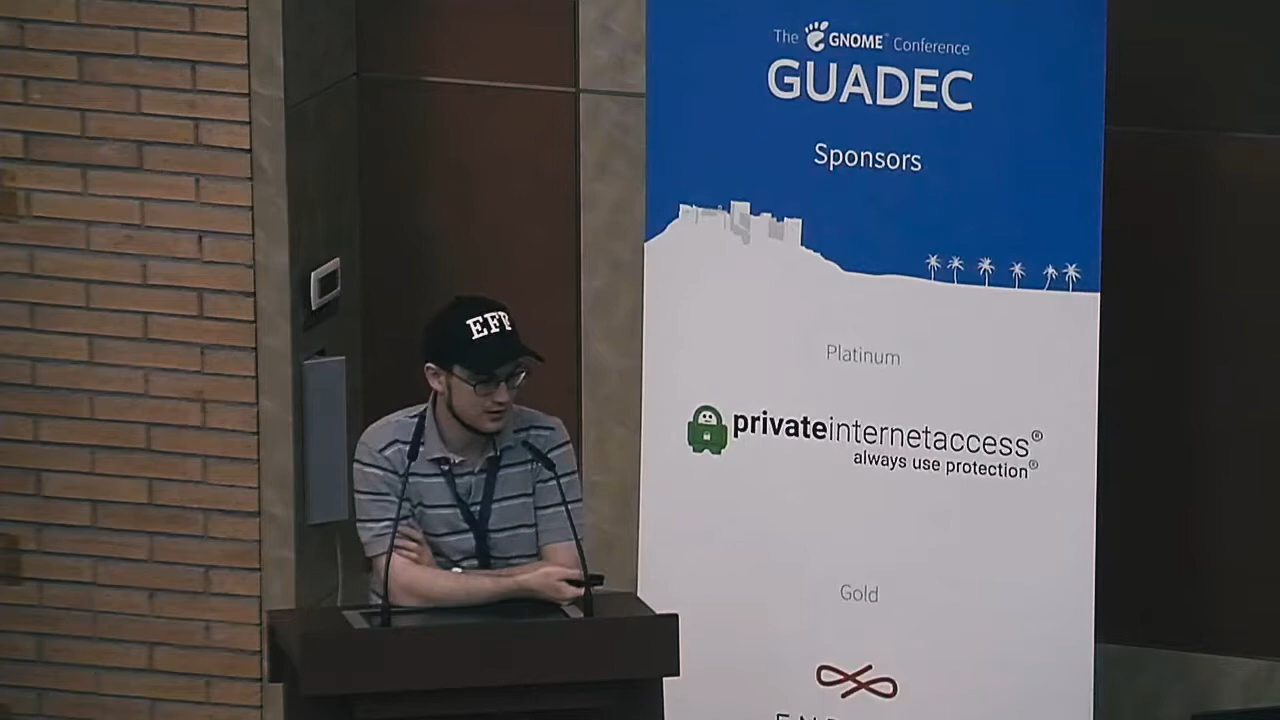 The GNOME Conference
GUADEC
Sponsors
Platinum
privateinternetaccess®
always use protection®
Gold
EFF